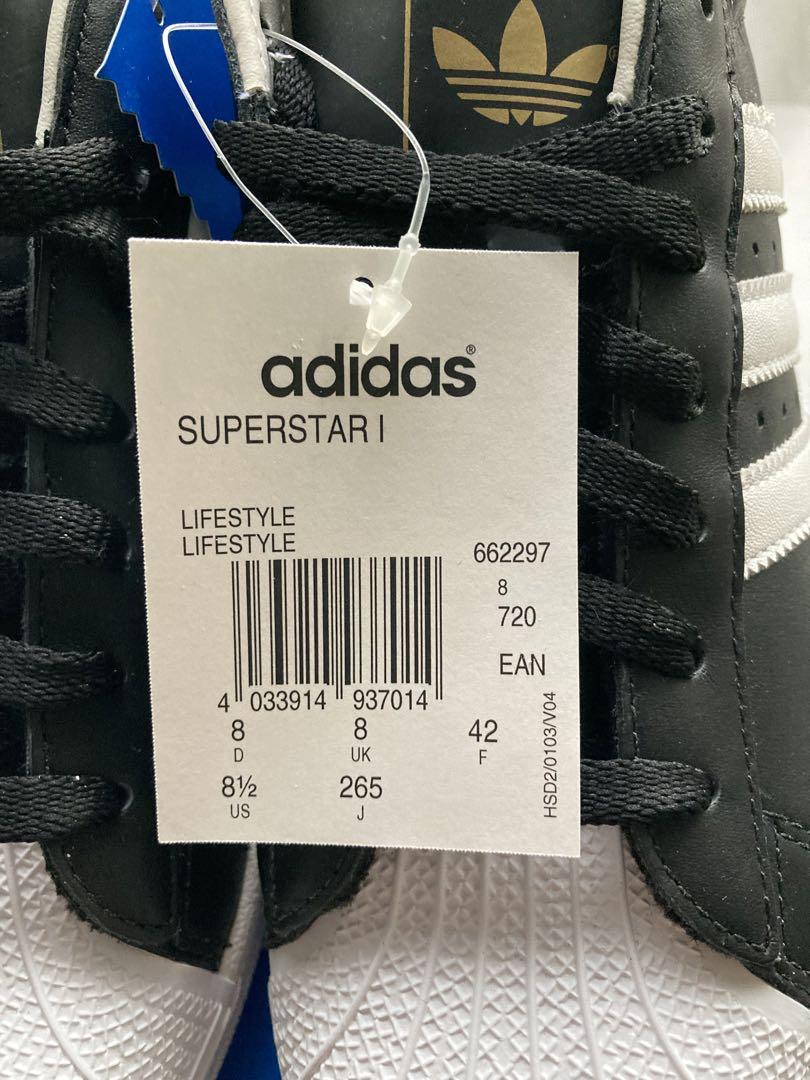 ®
adidas®
SUPERSTAR I
LIFESTYLE
LIFESTYLE
662297
8
720
EAN
4 033914 937014
8 8 42
D UK F
8½ 265
US J
HSD2/0103/V04